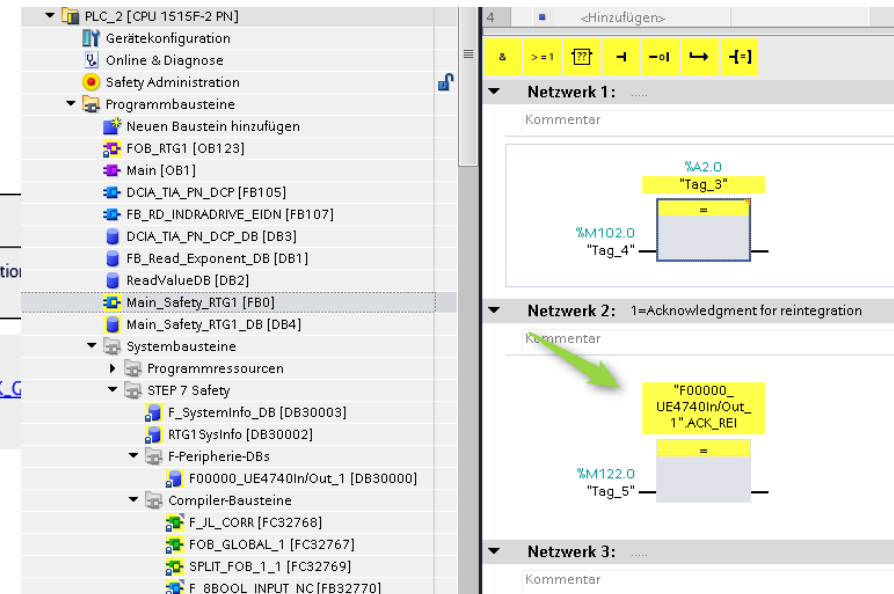 PLC_2 [CPU 1515F-2 PN]
Gerätekonfiguration
Online & Diagnose
Safety Administration
Programmbausteine
Neuen Baustein hinzufügen
FOB_RTG1 [OB123]
Main [OB1]
DCIA_TIA_PN_DCP [FB105]
FB_RD_INDRADRIVE_EIDN [FB107]
DCIA_TIA_PN_DCP_DB [DB3]
FB_Read_Exponent_DB [DB1]
ReadValueDB [DB2]
Main_Safety_RTG1 [FB0]
Main_Safety_RTG1_DB [DB4]
Systembausteine
Programmressourcen
STEP 7 Safety
F_SystemInfo_DB [DB30003]
RTG1SysInfo [DB30002]
F-Peripherie-DBs
F00000_UE4740In/Out_1 [DB30000]
Compiler-Bausteine
F_JL_CORR [FC32768]
FOB_GLOBAL_1 [FC32767]
SPLIT_FOB_1_1 [FC32769]
F_8BOOL_INPUT_NC [FB32770]
4 <Hinzufügen>
& >=1 ?? -| -o| -[=]
Netzwerk 1: .....
Kommentar
%A2.0
"Tag_3"
=
%M102.0
"Tag_4"
Netzwerk 2: 1=Acknowledgment for reintegration
Kommentar
"F00000_
UE4740In/Out_
1".ACK_REI
=
%M122.0
"Tag_5"
Netzwerk 3: .....
Kommentar